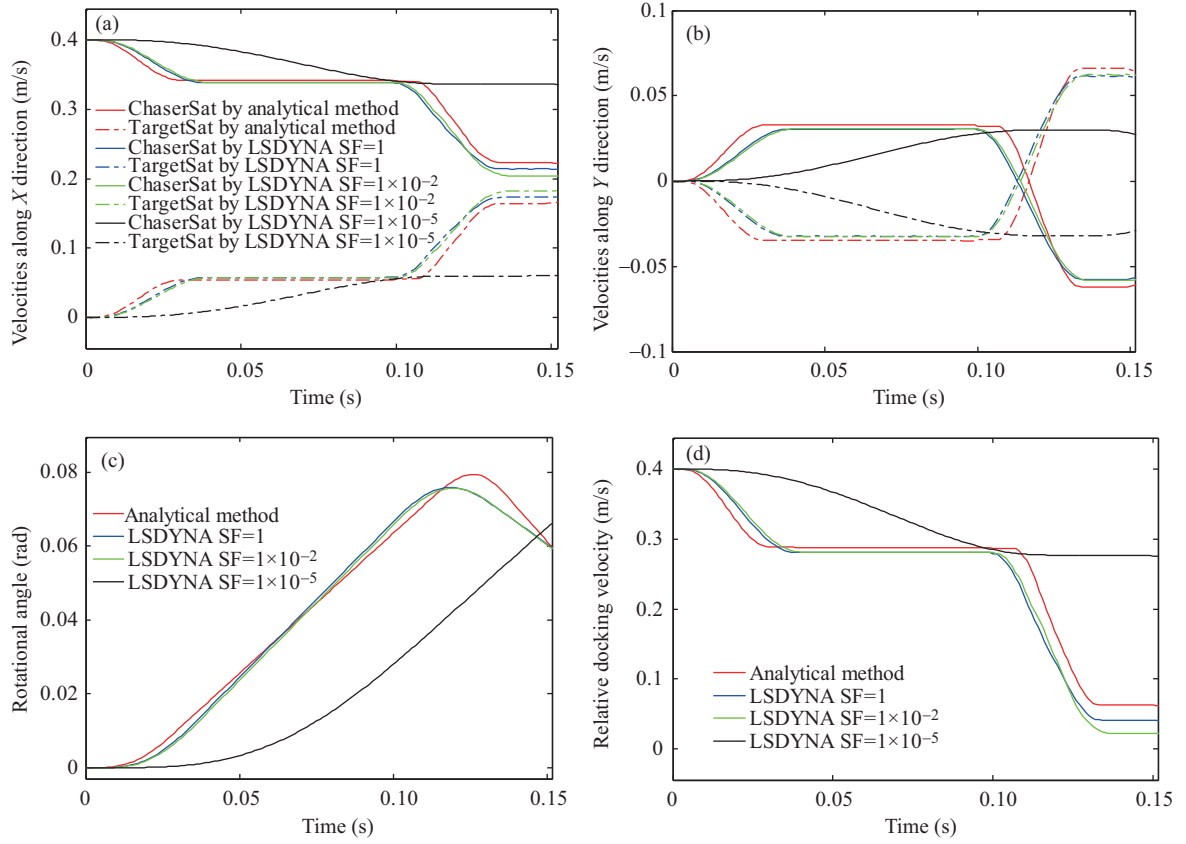 (a)
Velocities along X direction (m/s)
0.4
0.3
0.2
0.1
0
ChaserSat by analytical method
TargetSat by analytical method
ChaserSat by LSDYNA SF=1
TargetSat by LSDYNA SF=1
ChaserSat by LSDYNA SF=1×10⁻²
TargetSat by LSDYNA SF=1×10⁻²
ChaserSat by LSDYNA SF=1×10⁻⁵
TargetSat by LSDYNA SF=1×10⁻⁵
0 0.05 0.10 0.15
Time (s)
(b)
Velocities along Y direction (m/s)
0.1
0.05
0
−0.05
−0.1
0 0.05 0.10 0.15
Time (s)
(c)
Rotational angle (rad)
0.08
0.06
0.04
0.02
0
Analytical method
LSDYNA SF=1
LSDYNA SF=1×10⁻²
LSDYNA SF=1×10⁻⁵
0 0.05 0.10 0.15
Time (s)
(d)
Relative docking velocity (m/s)
0.4
0.3
0.2
0.1
0
Analytical method
LSDYNA SF=1
LSDYNA SF=1×10⁻²
LSDYNA SF=1×10⁻⁵
0 0.05 0.10 0.15
Time (s)